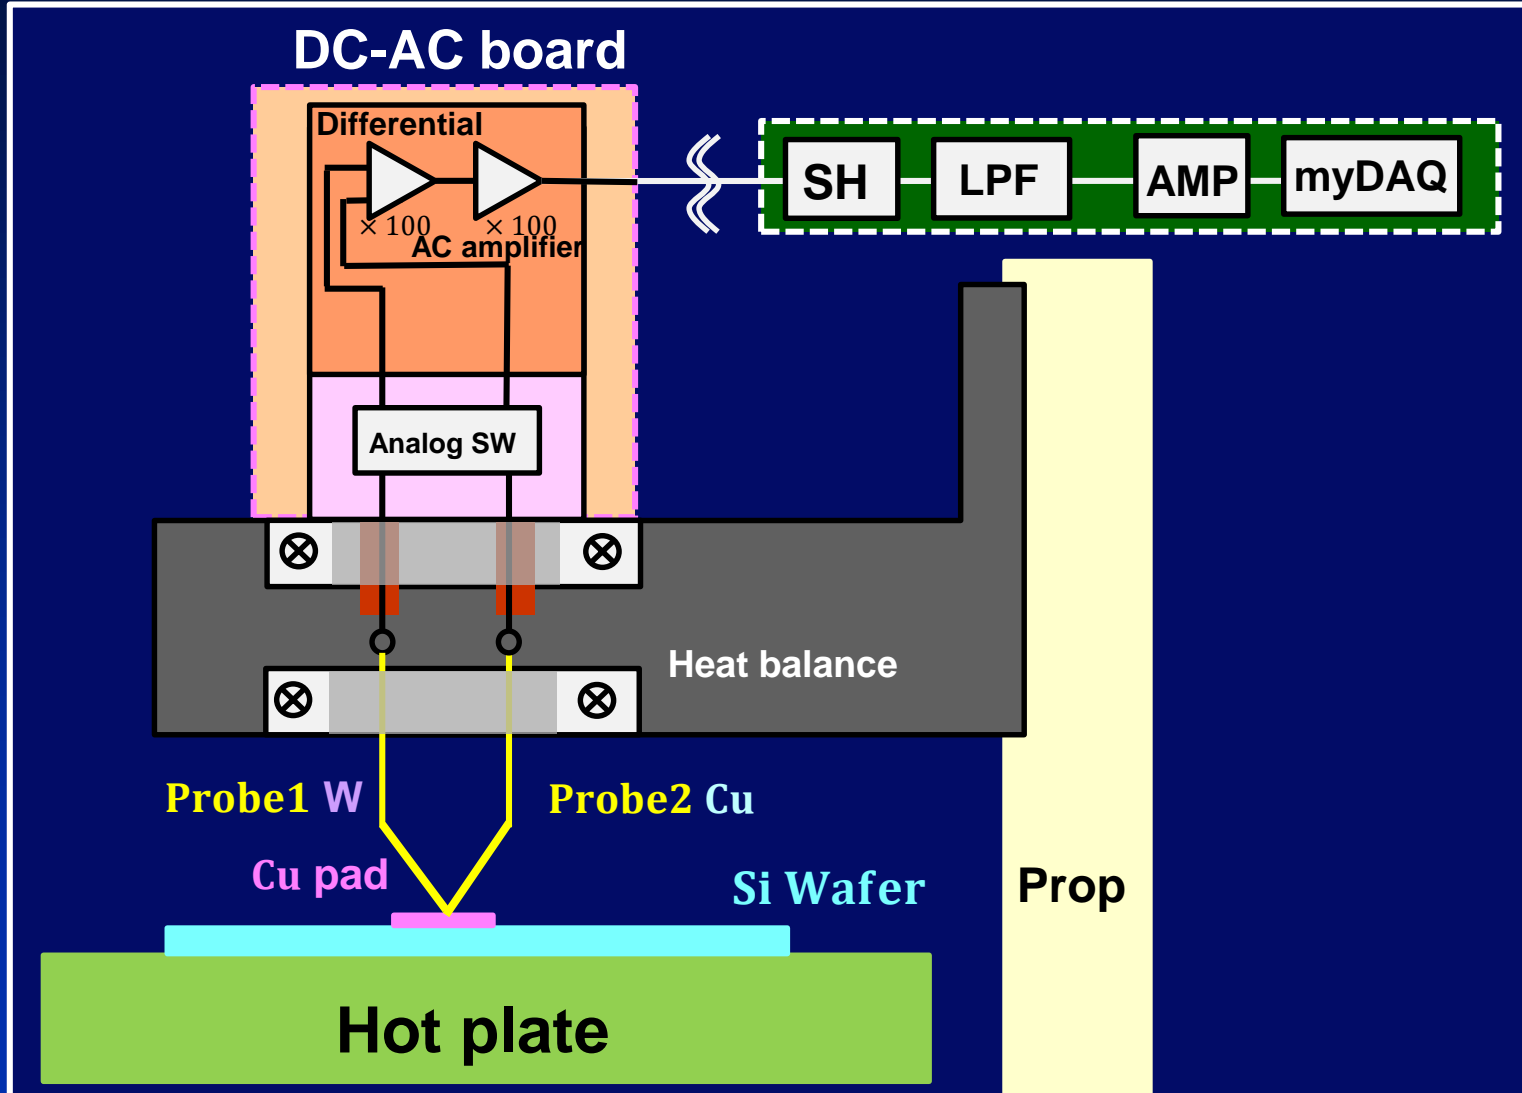 DC-AC board
Differential
× 100 × 100
AC amplifier
SH LPF AMP myDAQ
Analog SW
Heat balance
Probe1 W Probe2 Cu
Cu pad
Si Wafer
Prop
Hot plate